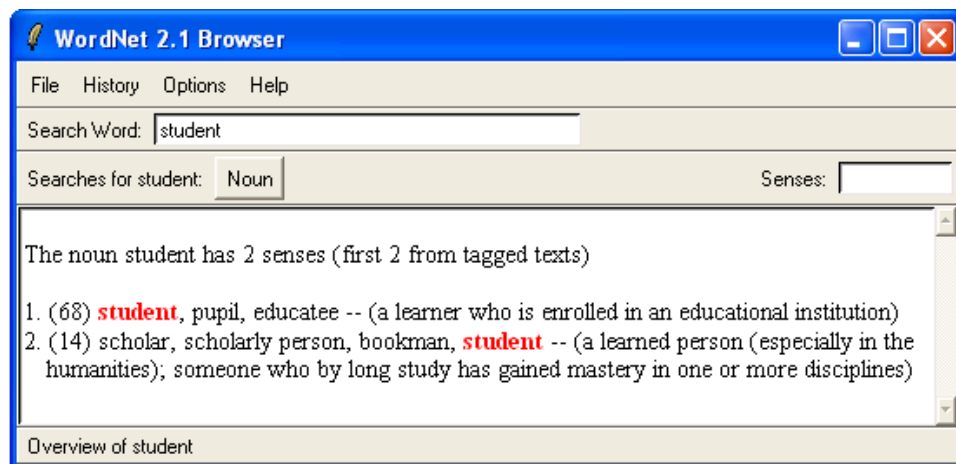 WordNet 2.1 Browser
File History Options Help
Search Word: student
Searches for student: Noun Senses:
The noun student has 2 senses (first 2 from tagged texts)
1. (68) student, pupil, educatee -- (a learner who is enrolled in an educational institution)
2. (14) scholar, scholarly person, bookman, student -- (a learned person (especially in the
humanities); someone who by long study has gained mastery in one or more disciplines)
Overview of student